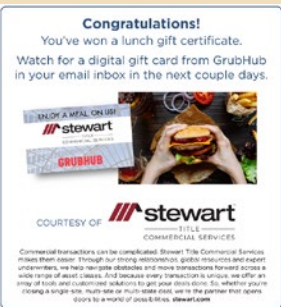 Congratulations!
You've won a lunch gift certificate.
Watch for a digital gift card from GrubHub
in your email inbox in the next couple days.
ENJOY A MEAL ON US!
stewart
TITLE
COMMERCIAL SERVICES
GRUBHUB
COURTESY OF
stewart
TITLE
COMMERCIAL SERVICES
Commercial transactions can be complicated. Stewart Title Commercial Services
makes them easier. Through our strong relationships, global resources and expert
underwriters, we help navigate obstacles and move transactions forward across a
wide range of asset classes. And because every transaction is unique, we offer an
array of tools and customized solutions to get your deals done. So, whether you're
closing a single-site, multi-site or multi-state deal, we're the partner that opens
doors to a world of possibilities. stewart.com